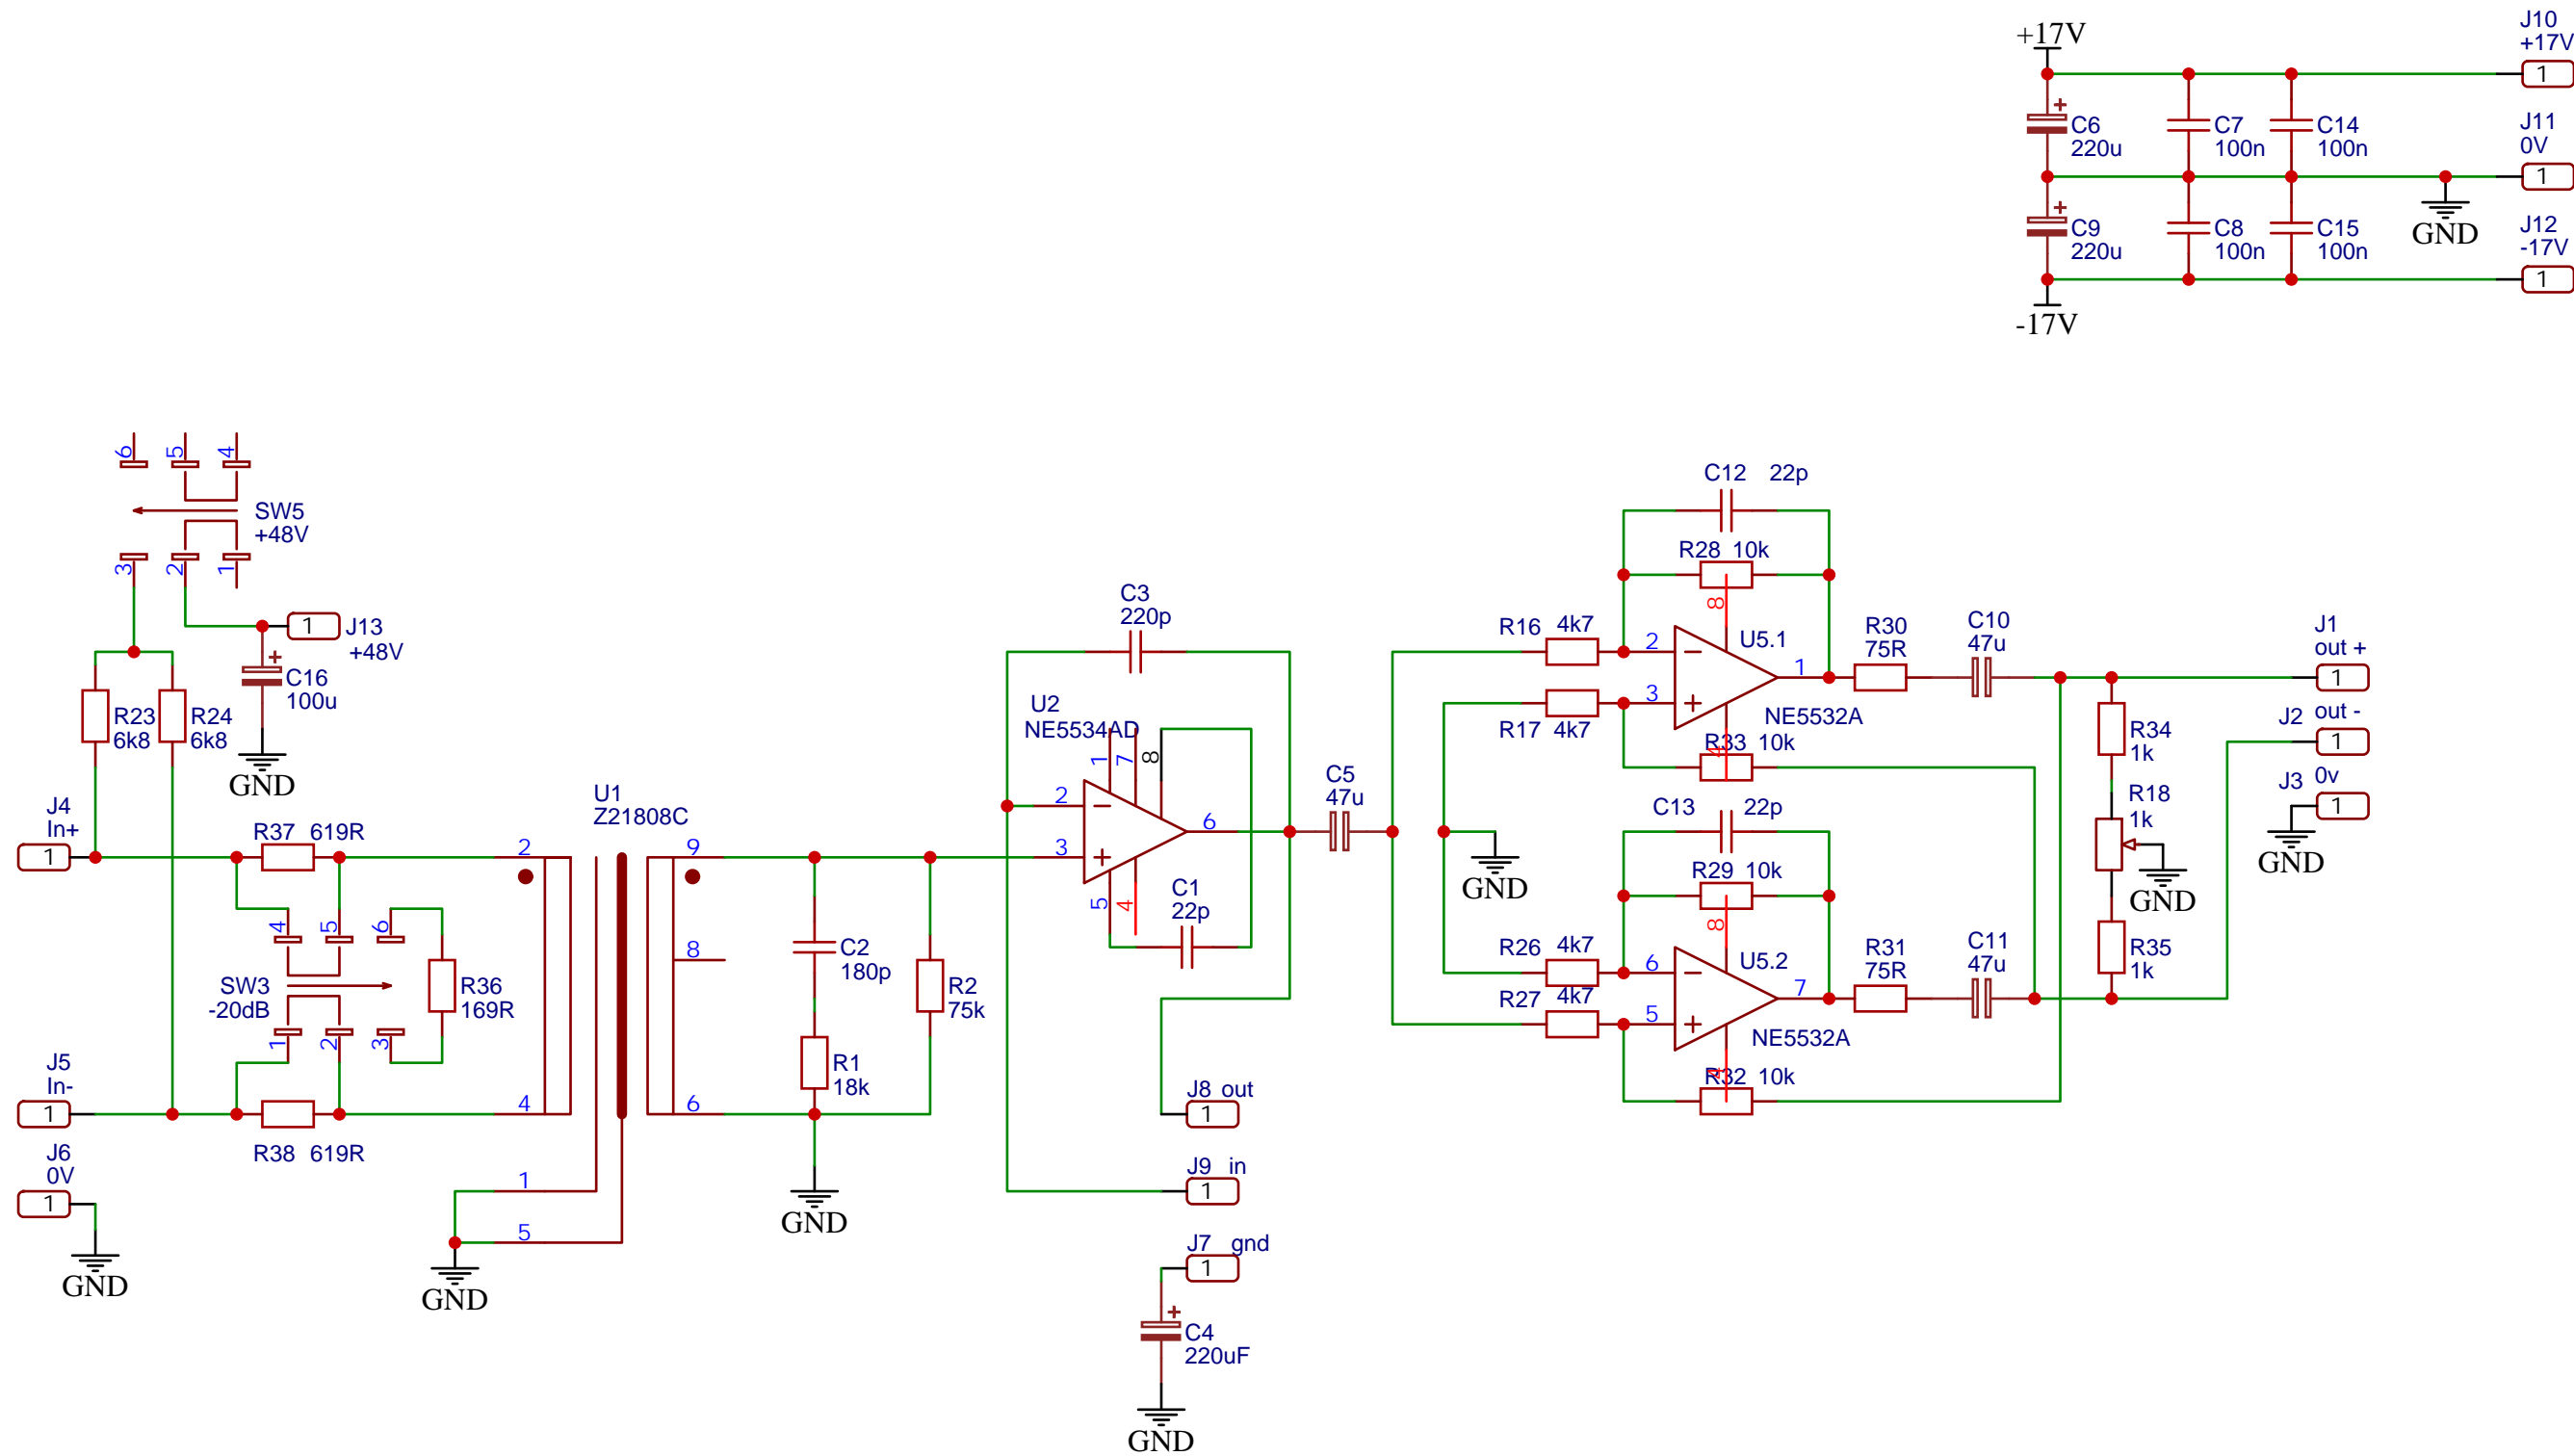 J10
+17V
1
+17V
C6
220u
C7
100n
C14
100n
J11
0V
1
C9
220u
C8
100n
C15
100n
GND
J12
-17V
1
-17V
6 5 4
SW5
+48V
3 2 1
1
J13
+48V
C16
100u
GND
R23
6k8
R24
6k8
J4
In+
1
R37 619R
4 5 6
SW3
-20dB
1 2 3
R36
169R
J5
In-
1
R38 619R
J6
0V
1
GND
U1
Z21808C
2
4
1
5
9
8
6
GND
C2
180p
R1
18k
R2
75k
GND
C3
220p
U2
NE5534AD
1 7 8
2
3
6
5 4
C1
22p
C5
47u
J8 out
1
J9 in
1
J7 gnd
1
C4
220uF
GND
C12 22p
R28 10k
8
R16 4k7
2
U5.1
1
3
R17 4k7
NE5532A
4
R33 10k
R30
75R
C10
47u
GND
C13 22p
R29 10k
8
R26 4k7
6
U5.2
7
R27 4k7
5
NE5532A
4
R32 10k
R31
75R
C11
47u
J1
out +
1
J2 out -
1
J3 0v
1
GND
R34
1k
R18
1k
GND
R35
1k